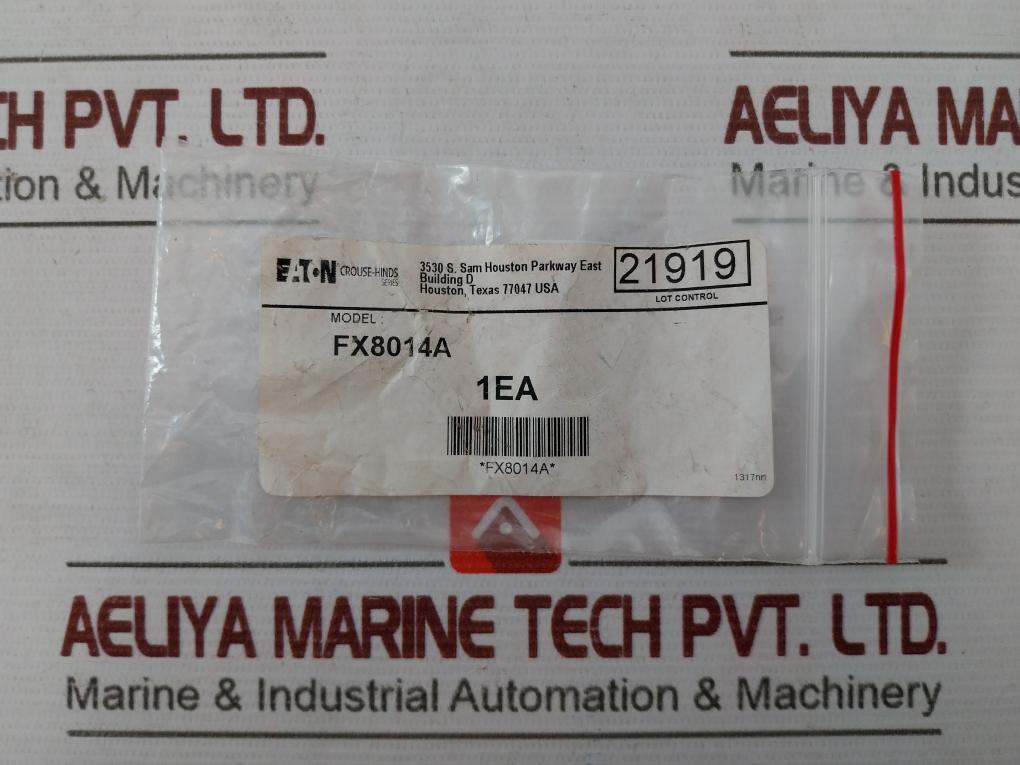 CH PVT. LTD.
tion & Machinery
AELIYA MA
Marine & Indus
EATON CROUSE-HINDS
SERIES
3530 S. Sam Houston Parkway East
Building D
Houston, Texas 77047 USA
21919
LOT CONTROL
MODEL :
FX8014A
1EA
*FX8014A*
1317nn
AELIYA MARINE TECH PVT. LTD.
Marine & Industrial Automation & Machinery